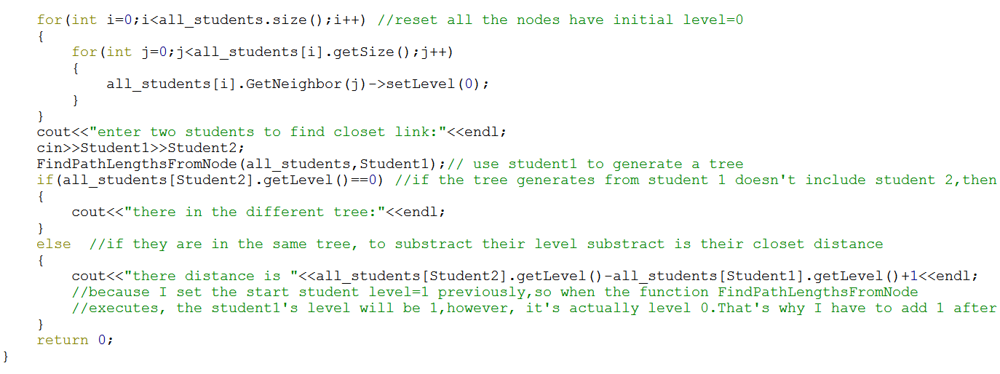 for(int i=0;i<all_students.size();i++) //reset all the nodes have initial level=0
{
for(int j=0;j<all_students[i].getSize();j++)
{
all_students[i].GetNeighbor(j)->setLevel(0);
}
}
cout<<"enter two students to find closet link:"<<endl;
cin>>Student1>>Student2;
FindPathLengthsFromNode(all_students,Student1);// use student1 to generate a tree
if(all_students[Student2].getLevel()==0) //if the tree generates from student 1 doesn't include student 2,then
{
cout<<"there in the different tree:"<<endl;
}
else  //if they are in the same tree, to substract their level substract is their closet distance
{
cout<<"there distance is "<<all_students[Student2].getLevel()-all_students[Student1].getLevel()+1<<endl;
//because I set the start student level=1 previously,so when the function FindPathLengthsFromNode
//executes, the student1's level will be 1,however, it's actually level 0.That's why I have to add 1 after
}
return 0;
}